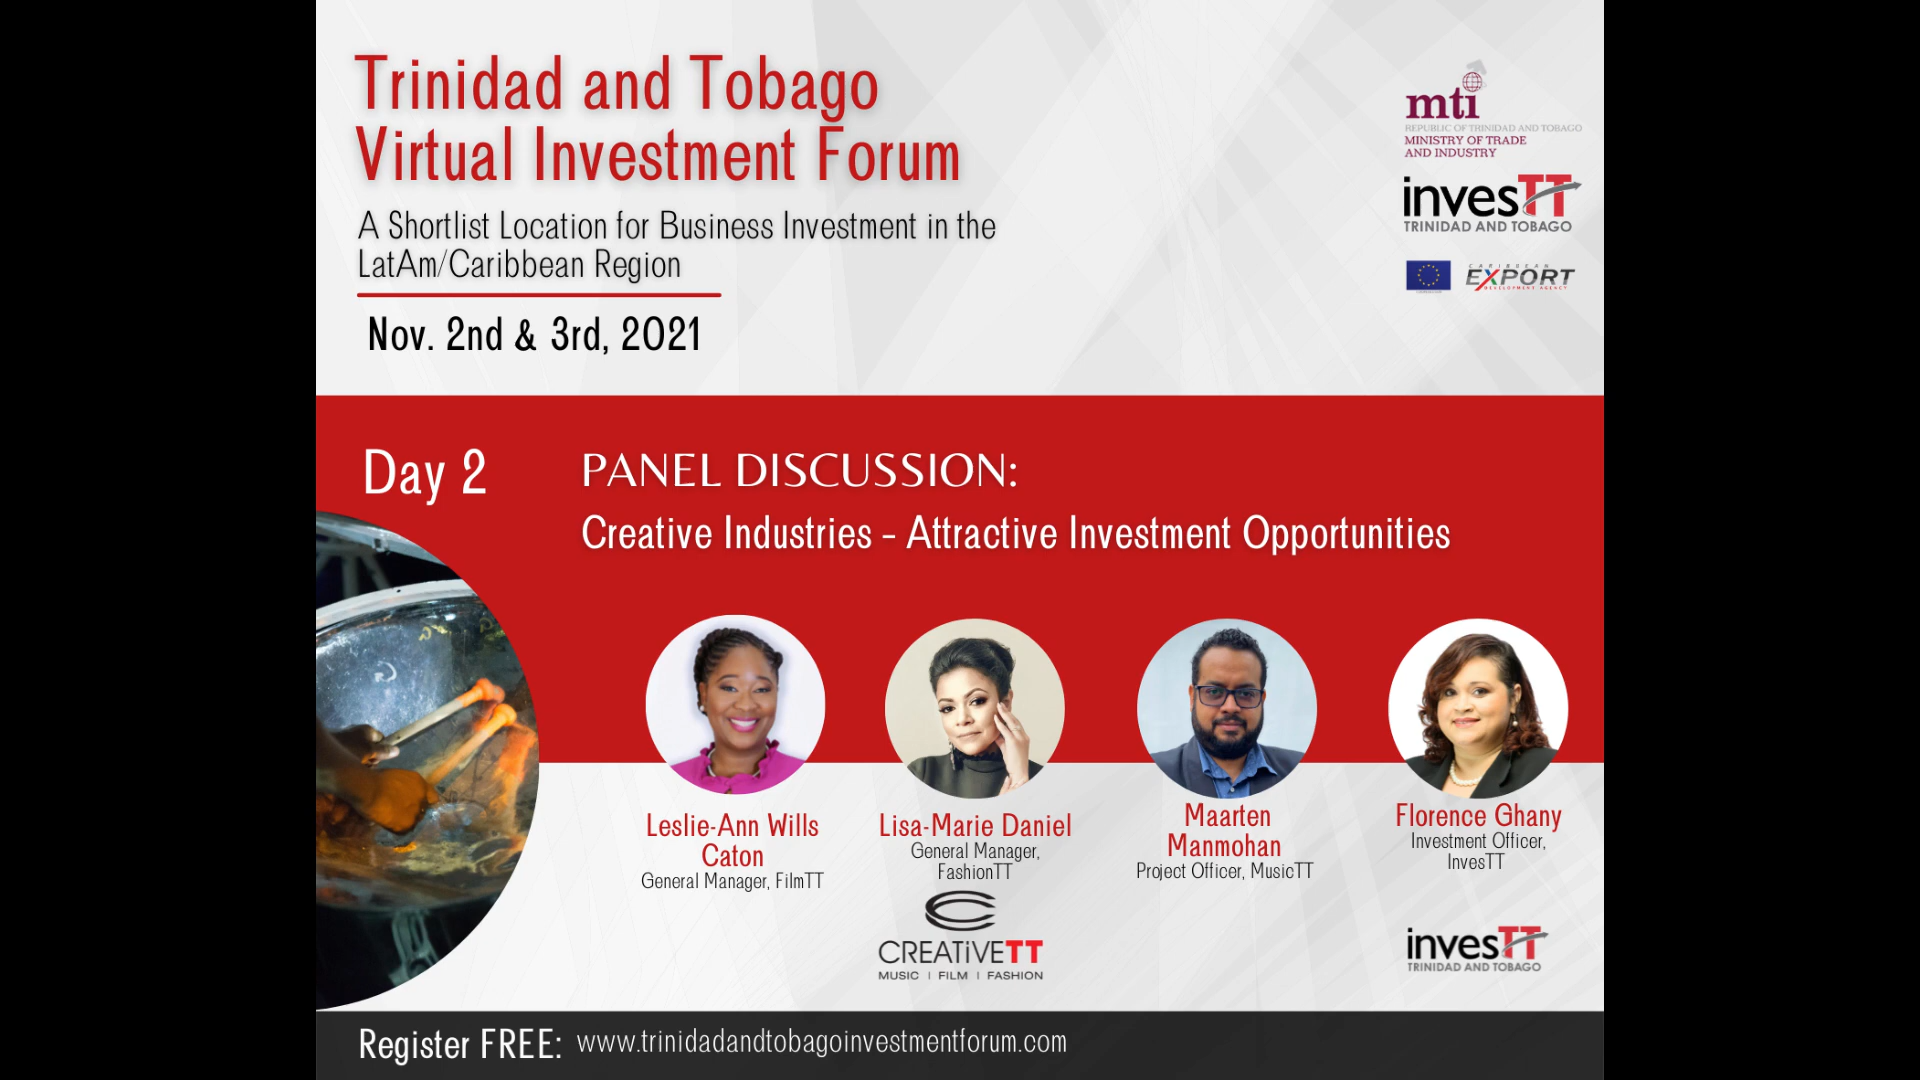 Trinidad and Tobago
Virtual Investment Forum
A Shortlist Location for Business Investment in the
LatAm/Caribbean Region
Nov. 2nd & 3rd, 2021
mti
REPUBLIC OF TRINIDAD AND TOBAGO
MINISTRY OF TRADE
AND INDUSTRY
invesTT
TRINIDAD AND TOBAGO
CARIBBEAN
EXPORT
DEVELOPMENT AGENCY
Day 2
PANEL DISCUSSION:
Creative Industries - Attractive Investment Opportunities
Leslie-Ann Wills
Caton
General Manager, FilmTT
Lisa-Marie Daniel
General Manager,
FashionTT
Maarten
Manmohan
Project Officer, MusicTT
Florence Ghany
Investment Officer,
InvesTT
CREATiVETT
MUSIC | FILM | FASHION
invesTT
TRINIDAD AND TOBAGO
Register FREE: www.trinidadandtobagoinvestmentforum.com